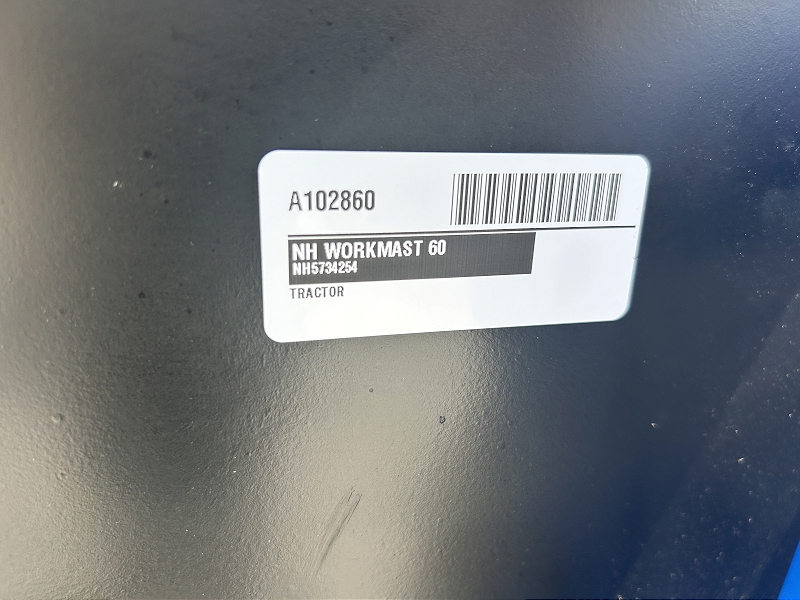 A102860
NH WORKMAST 60
NH5734254
TRACTOR